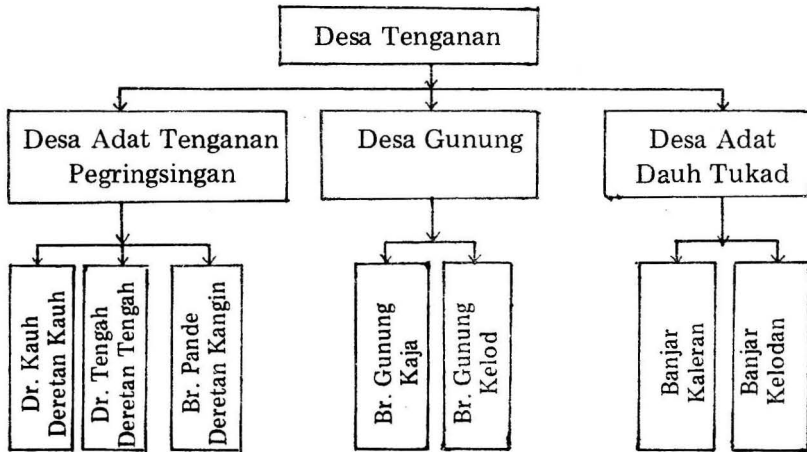 Desa Tenganan
Desa Adat Tenganan
Pegringsingan
Desa Gunung
Desa Adat
Dauh Tukad
Dr. Kauh
Deretan Kauh
Dr. Tengah
Deretan Tengah
Br. Pande
Deretan Kangin
Br. Gunung
Kaja
Br. Gunung
Kelod
Banjar
Kaleran
Banjar
Kelodan